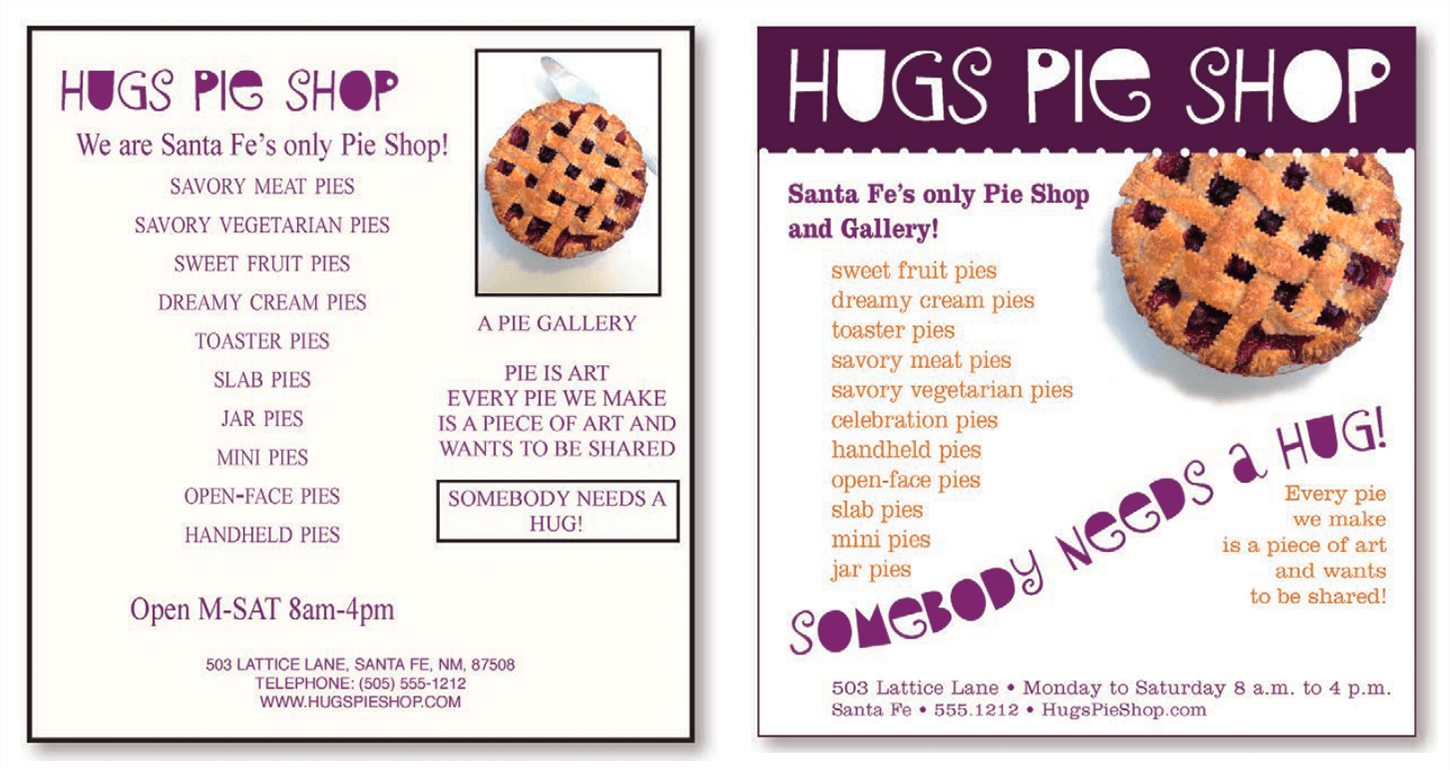 HUGS PIE SHOP
We are Santa Fe's only Pie Shop!
SAVORY MEAT PIES
SAVORY VEGETARIAN PIES
SWEET FRUIT PIES
DREAMY CREAM PIES
TOASTER PIES
SLAB PIES
JAR PIES
MINI PIES
OPEN-FACE PIES
HANDHELD PIES
A PIE GALLERY
PIE IS ART
EVERY PIE WE MAKE
IS A PIECE OF ART AND
WANTS TO BE SHARED
SOMEBODY NEEDS A
HUG!
Open M-SAT 8am-4pm
503 LATTICE LANE, SANTA FE, NM, 87508
TELEPHONE: (505) 555-1212
WWW.HUGSPIESHOP.COM
HUGS PIE SHOP
Santa Fe's only Pie Shop
and Gallery!
sweet fruit pies
dreamy cream pies
toaster pies
savory meat pies
savory vegetarian pies
celebration pies
handheld pies
open-face pies
slab pies
mini pies
jar pies
SOMEBODY NEEDS a HUG!
Every pie
we make
is a piece of art
and wants
to be shared!
503 Lattice Lane • Monday to Saturday 8 a.m. to 4 p.m.
Santa Fe • 555.1212 • HugsPieShop.com